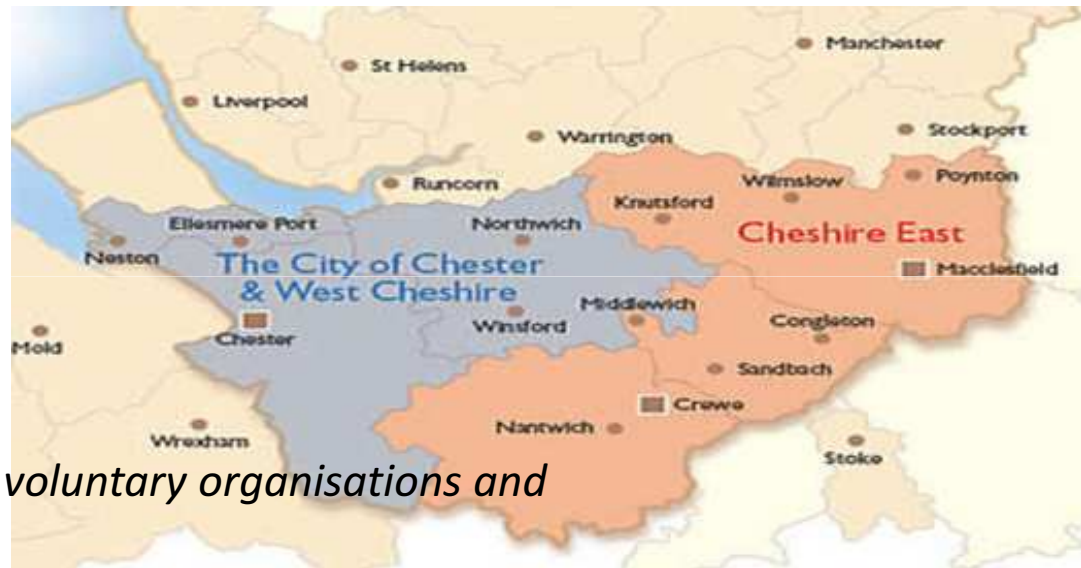 Manchester
St Helens
Liverpool
Stockport
Warrington
Runcorn
Wilmslow
Poynton
Knutsford
Ellesmere Port
Northwich
Cheshire East
Neston
The City of Chester
& West Cheshire
Macclesfield
Middlewich
Chester
Winsford
Congleton
Mold
Sandbach
Crewe
Nantwich
Wrexham
Stoke
voluntary organisations and